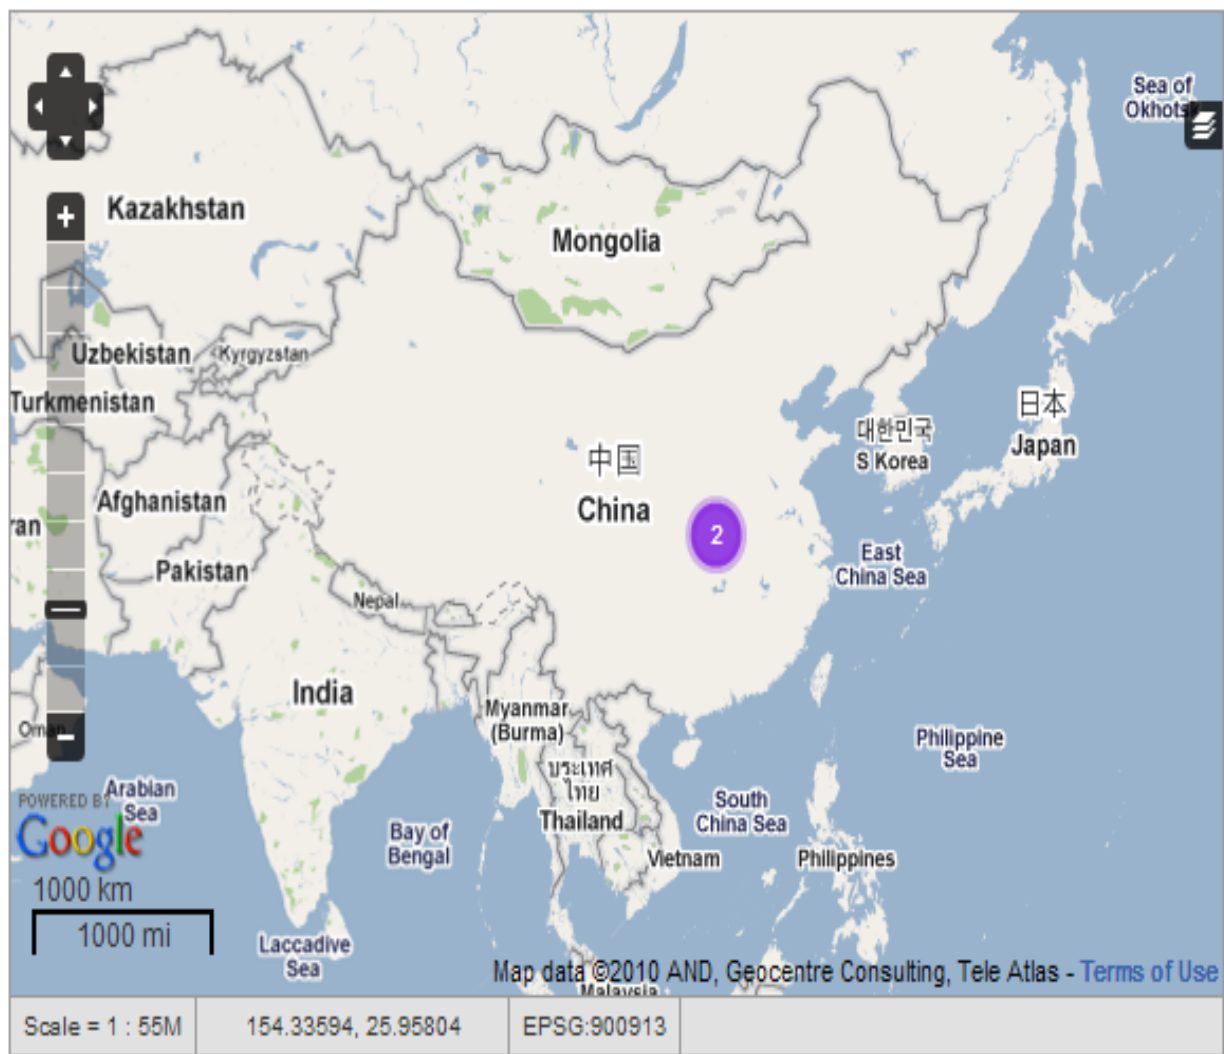 Sea of
Okhotsk
Kazakhstan
Mongolia
Uzbekistan
Kyrgyzstan
Turkmenistan
日本
Japan
대한민국
S Korea
中国
China
Afghanistan
ran
2
East
China Sea
Pakistan
Nepal
India
Myanmar
(Burma)
Oman
Philippine
Sea
ประเทศ
ไทย
Thailand
Arabian
Sea
South
China Sea
Bay of
Bengal
Vietnam
Philippines
POWERED BY
Google
1000 km
1000 mi
Laccadive
Sea
Map data ©2010 AND, Geocentre Consulting, Tele Atlas - Terms of Use
Malaysia
Scale = 1 : 55M
154.33594, 25.95804
EPSG:900913